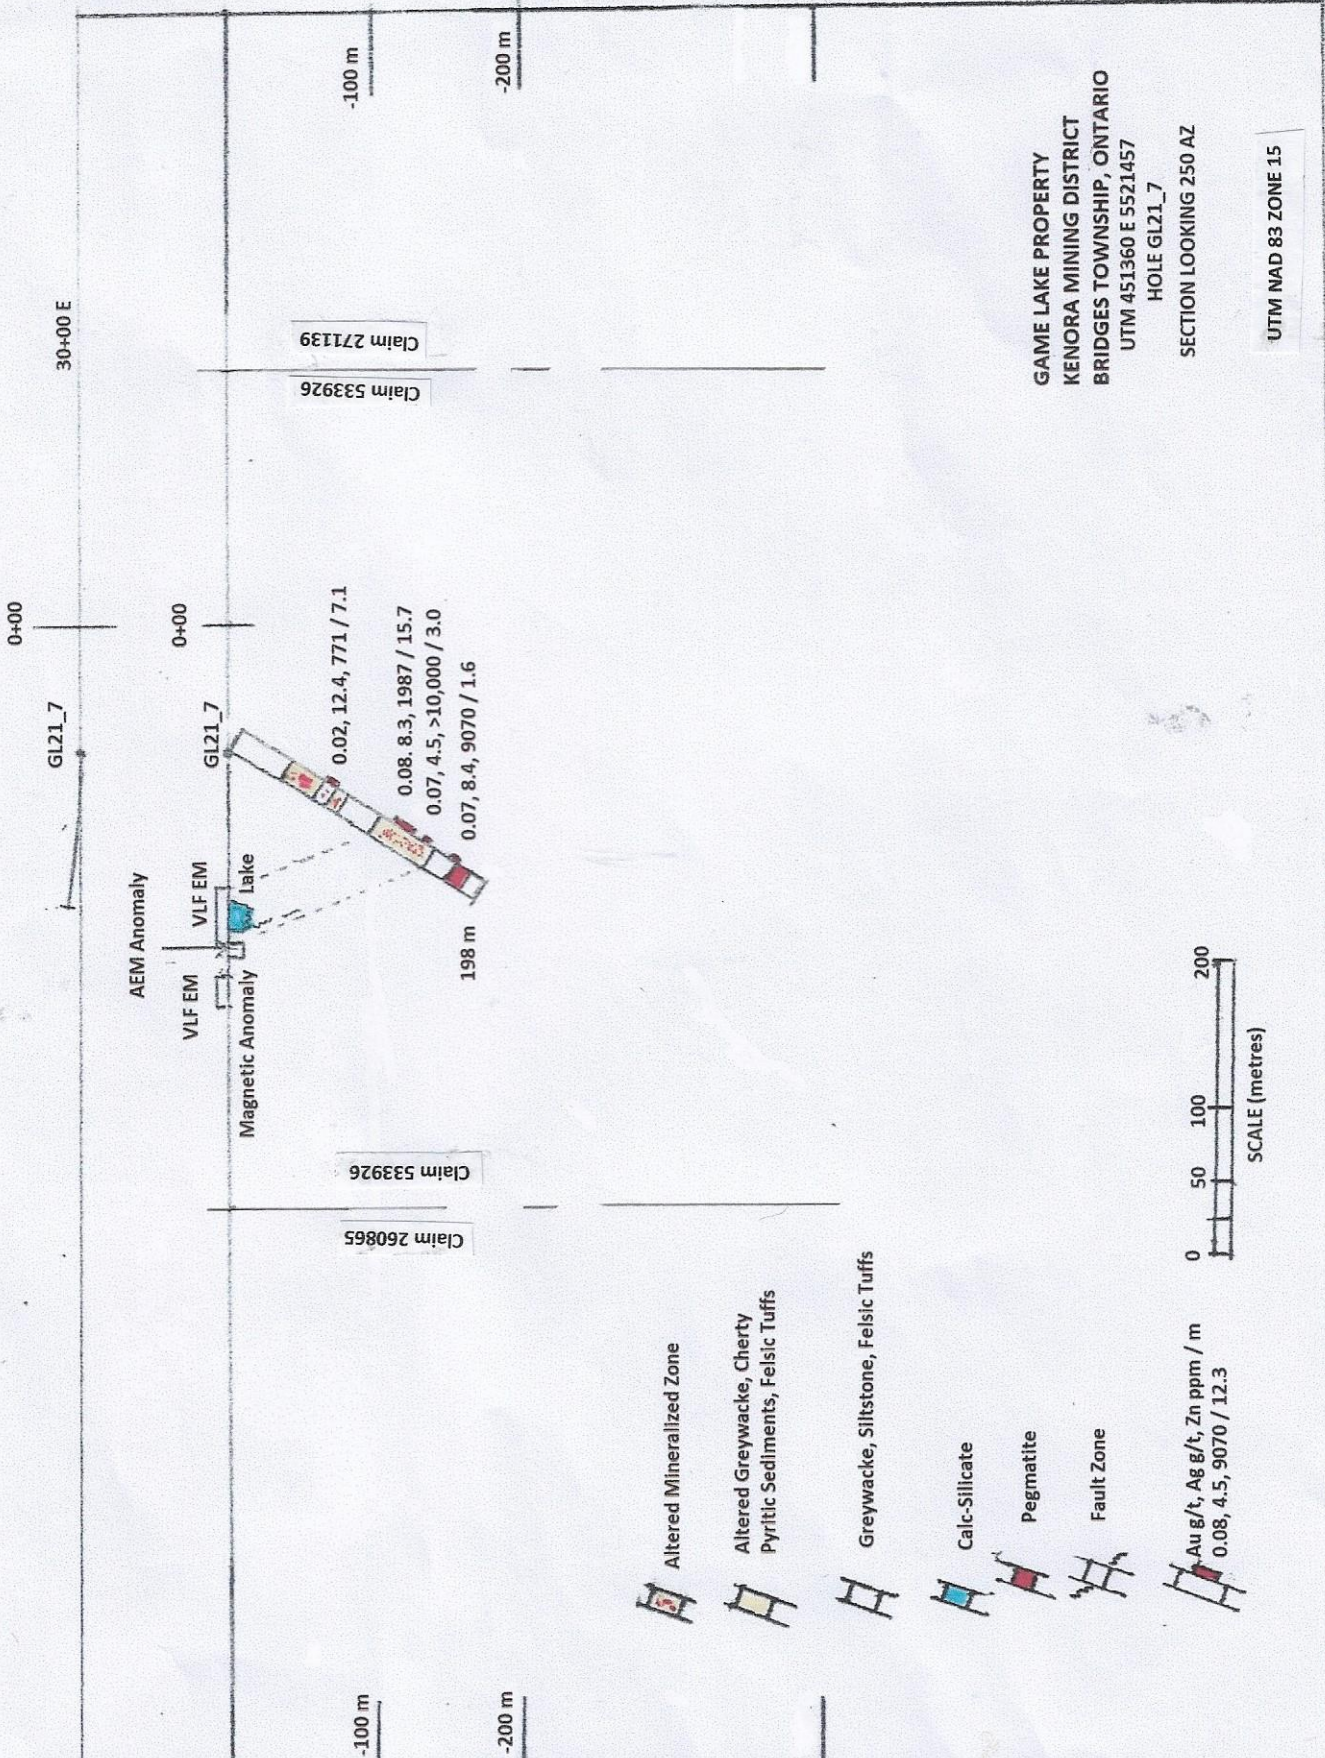 0+00
30+00 E
GL21_7
AEM Anomaly
VLF EM
VLF EM
GL21_7
0+00
Magnetic Anomaly
Lake
Claim 260865
Claim 533926
Claim 533926
Claim 271139
-100 m
-100 m
0.02, 12.4, 771 / 7.1
0.08. 8.3, 1987 / 15.7
0.07, 4.5, >10,000 / 3.0
0.07, 8.4, 9070 / 1.6
198 m
-200 m
-200 m
Altered Mineralized Zone
Altered Greywacke, Cherty
Pyritic Sediments, Felsic Tuffs
Greywacke, Siltstone, Felsic Tuffs
Calc-Silicate
Pegmatite
Fault Zone
Au g/t, Ag g/t, Zn ppm / m
0.08, 4.5, 9070 / 12.3
0 50 100 200
SCALE (metres)
GAME LAKE PROPERTY
KENORA MINING DISTRICT
BRIDGES TOWNSHIP, ONTARIO
UTM 451360 E 5521457
HOLE GL21_7
SECTION LOOKING 250 AZ
UTM NAD 83 ZONE 15